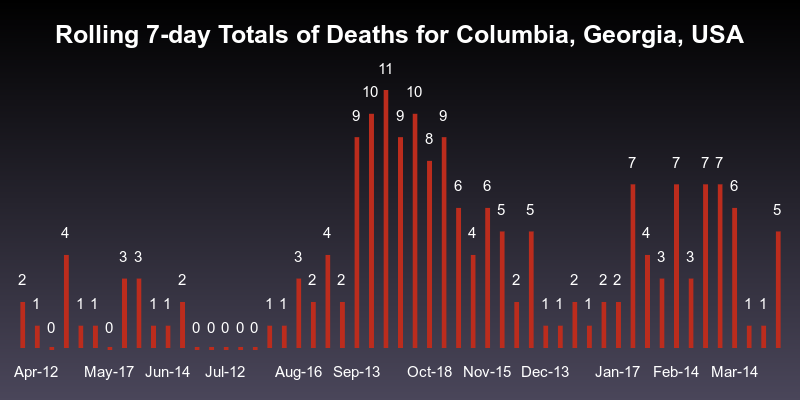 Rolling 7-day Totals of Deaths for Columbia, Georgia, USA
2 1 0 4 1 1 0 3 3 1 1 2 0 0 0 0 0 1 1 3 2 4 2 9 10 11 9 10 8 9 6 4 6 5 2 5 1 1 2 1 2 2 7 4 3 7 3 7 7 6 1 1 5
Apr-12 May-17 Jun-14 Jul-12 Aug-16 Sep-13 Oct-18 Nov-15 Dec-13 Jan-17 Feb-14 Mar-14